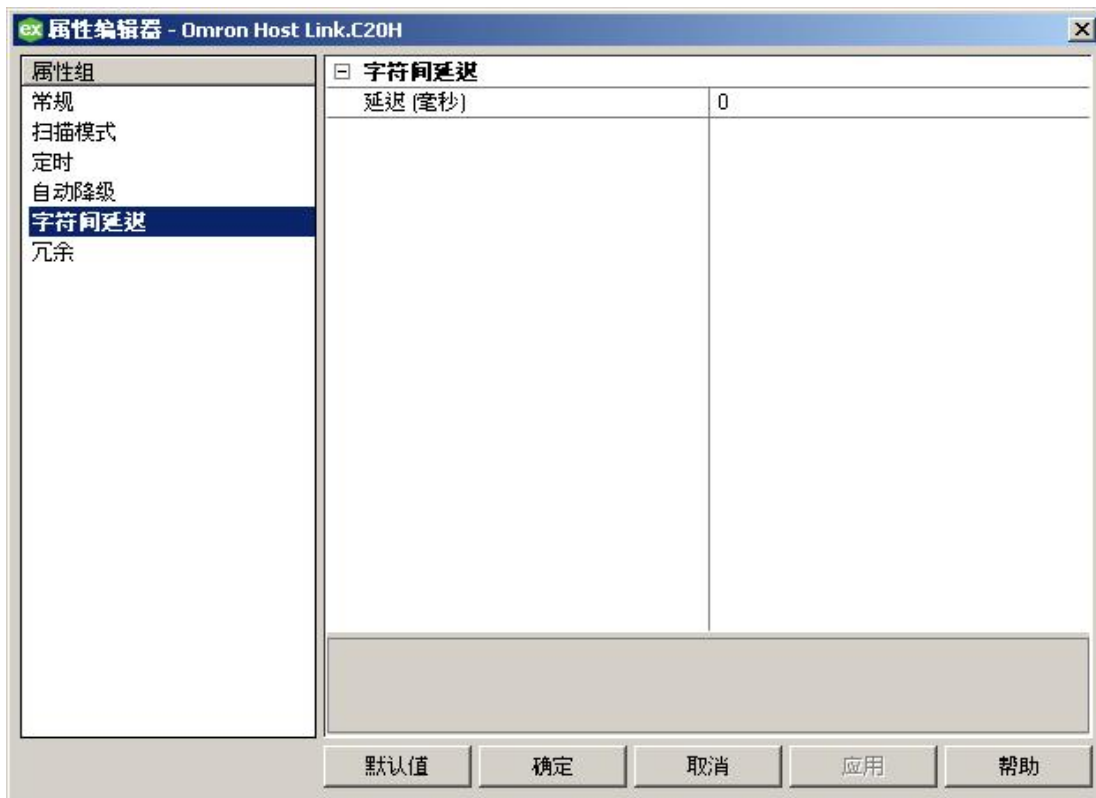 ex 属性编辑器 - Omron Host Link.C20H
属性组
常规
扫描模式
定时
自动降级
字符间延迟
冗余
字符间延迟
延迟 (毫秒) 0
默认值 确定 取消 应用 帮助